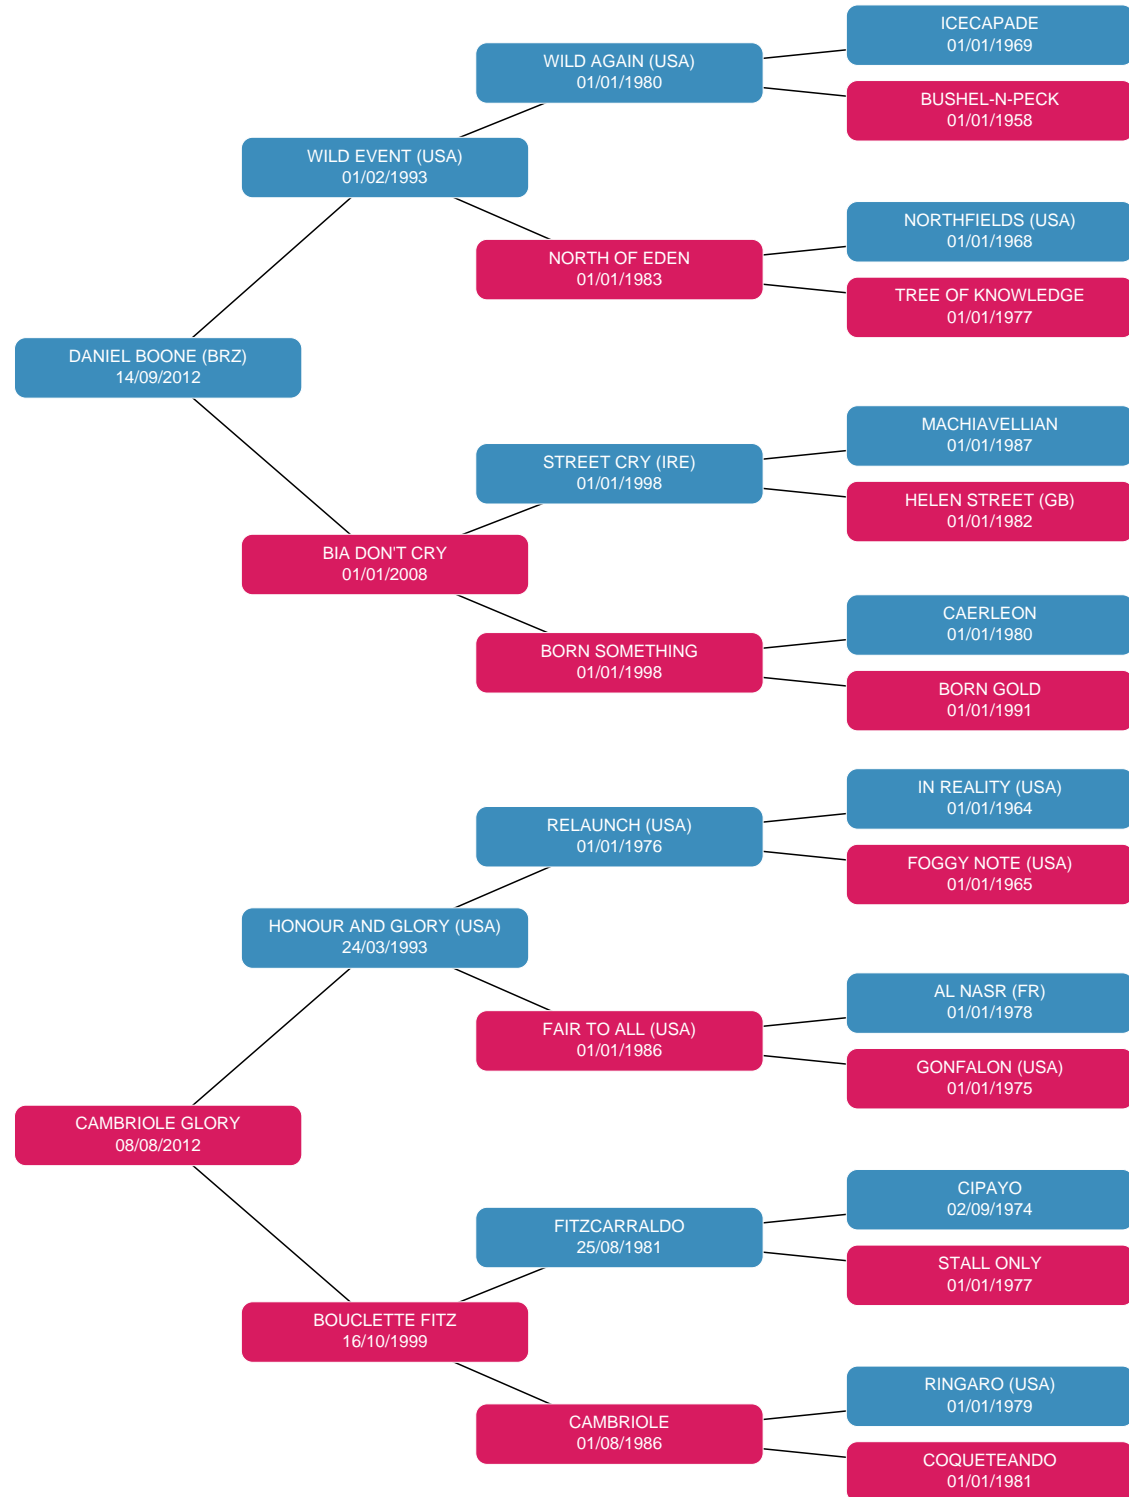 ICECAPADE
01/01/1969
WILD AGAIN (USA)
01/01/1980
BUSHEL-N-PECK
01/01/1958
WILD EVENT (USA)
01/02/1993
NORTHFIELDS (USA)
01/01/1968
NORTH OF EDEN
01/01/1983
TREE OF KNOWLEDGE
01/01/1977
DANIEL BOONE (BRZ)
14/09/2012
MACHIAVELLIAN
01/01/1987
STREET CRY (IRE)
01/01/1998
HELEN STREET (GB)
01/01/1982
BIA DON'T CRY
01/01/2008
CAERLEON
01/01/1980
BORN SOMETHING
01/01/1998
BORN GOLD
01/01/1991
IN REALITY (USA)
01/01/1964
RELAUNCH (USA)
01/01/1976
FOGGY NOTE (USA)
01/01/1965
HONOUR AND GLORY (USA)
24/03/1993
AL NASR (FR)
01/01/1978
FAIR TO ALL (USA)
01/01/1986
GONFALON (USA)
01/01/1975
CAMBRIOLE GLORY
08/08/2012
CIPAYO
02/09/1974
FITZCARRALDO
25/08/1981
STALL ONLY
01/01/1977
BOUCLETTE FITZ
16/10/1999
RINGARO (USA)
01/01/1979
CAMBRIOLE
01/08/1986
COQUETEANDO
01/01/1981